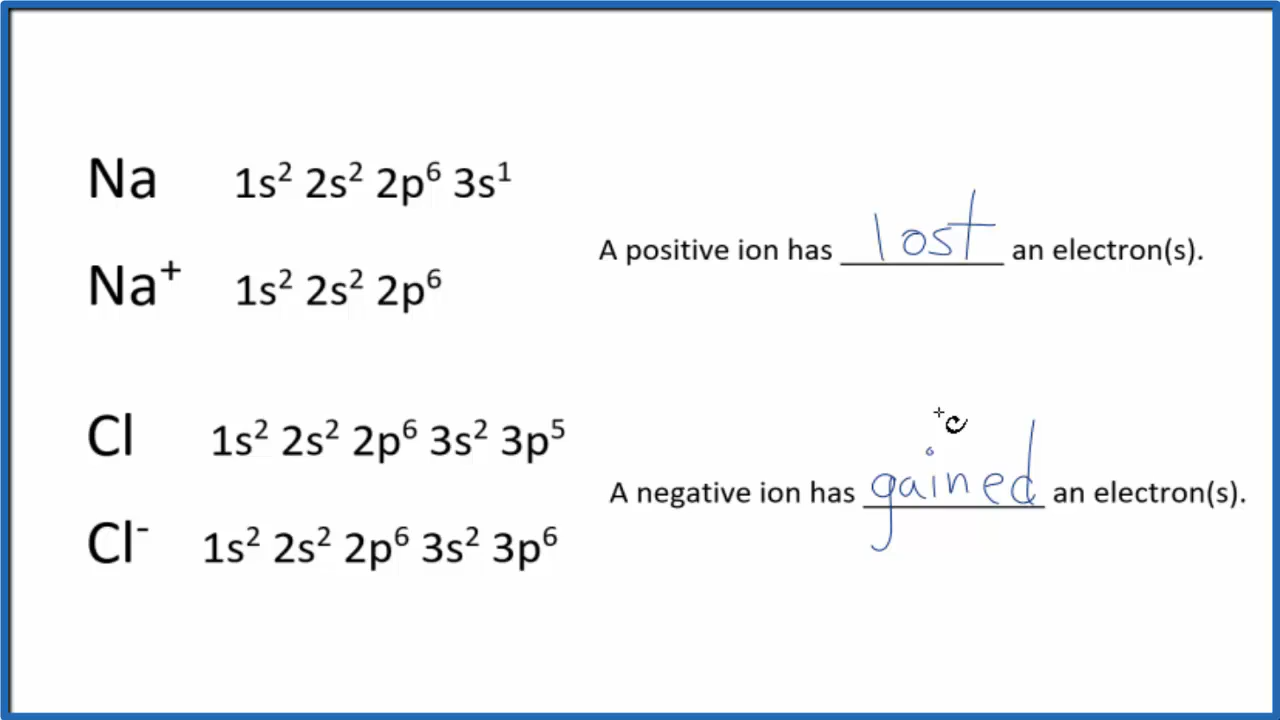 Na 1s² 2s² 2p⁶ 3s¹
A positive ion has lost an electron(s).
Na⁺ 1s² 2s² 2p⁶
Cl 1s² 2s² 2p⁶ 3s² 3p⁵
A negative ion has gained an electron(s).
Cl⁻ 1s² 2s² 2p⁶ 3s² 3p⁶